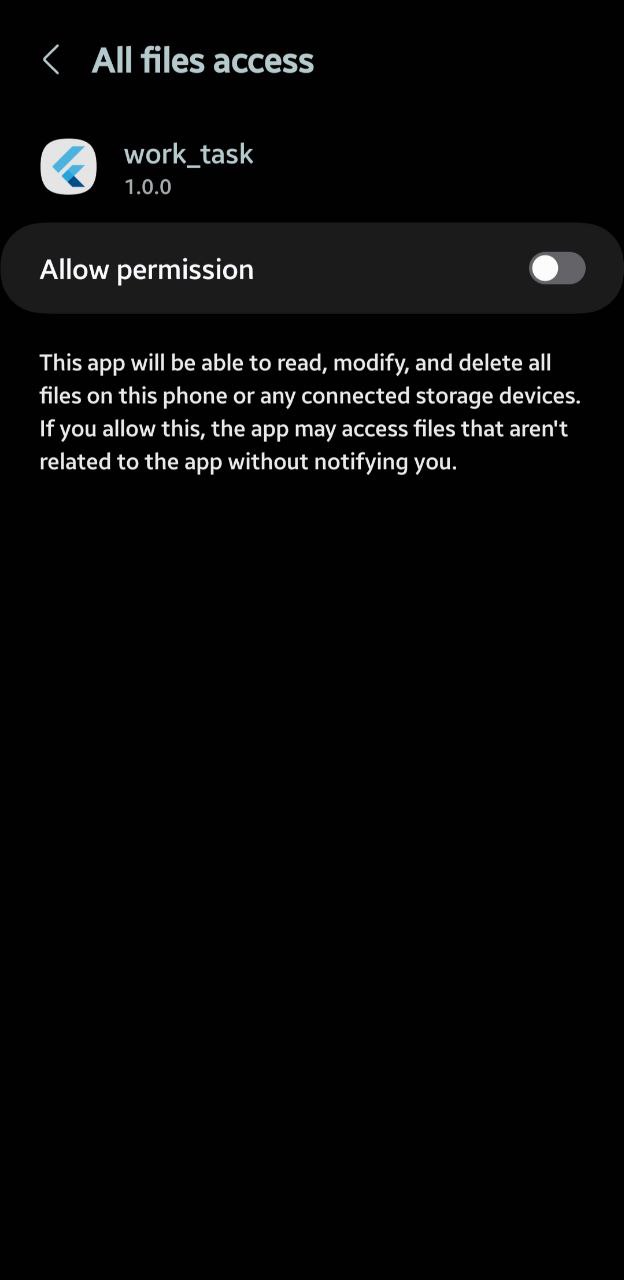 All files access
work_task
1.0.0
Allow permission
This app will be able to read, modify, and delete all
files on this phone or any connected storage devices.
If you allow this, the app may access files that aren't
related to the app without notifying you.